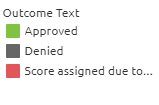 Outcome Text
Approved
Denied
Score assigned due to...